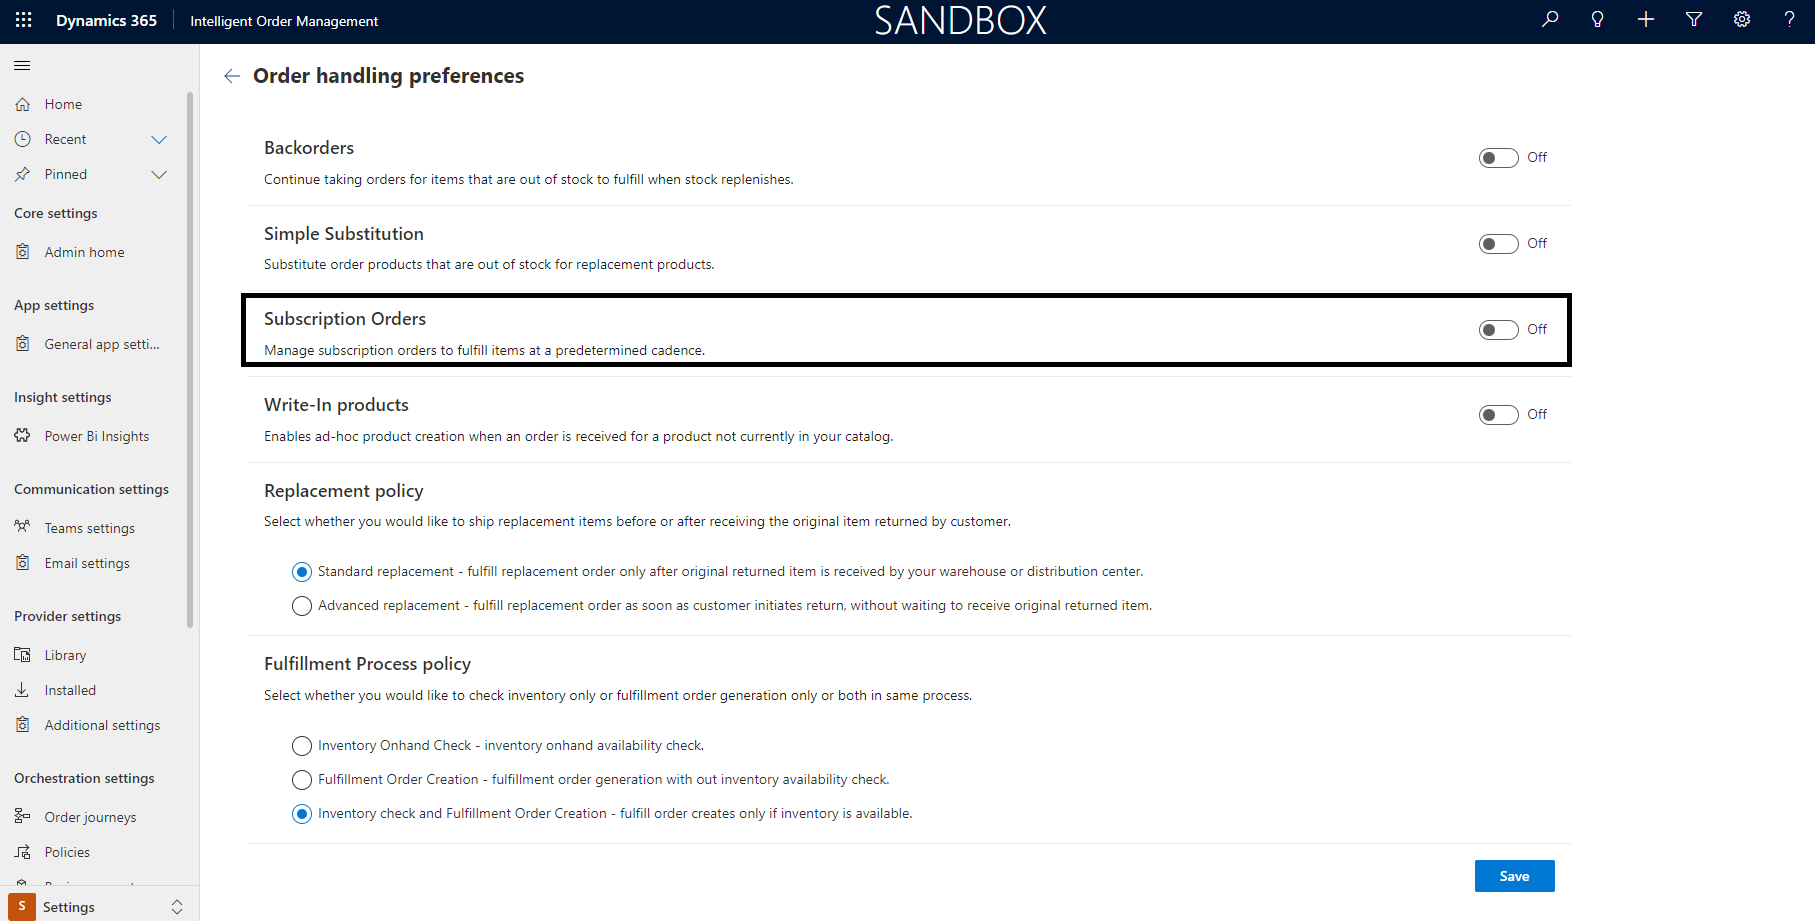 Dynamics 365
Intelligent Order Management
SANDBOX
?
Home
Recent
Pinned
Core settings
Admin home
App settings
General app setti...
Insight settings
Power Bi Insights
Communication settings
Teams settings
Email settings
Provider settings
Library
Installed
Additional settings
Orchestration settings
Order journeys
Policies
S
Settings
Order handling preferences
Backorders
Off
Continue taking orders for items that are out of stock to fulfill when stock replenishes.
Simple Substitution
Off
Substitute order products that are out of stock for replacement products.
Subscription Orders
Off
Manage subscription orders to fulfill items at a predetermined cadence.
Write-In products
Off
Enables ad-hoc product creation when an order is received for a product not currently in your catalog.
Replacement policy
Select whether you would like to ship replacement items before or after receiving the original item returned by customer.
Standard replacement - fulfill replacement order only after original returned item is received by your warehouse or distribution center.
Advanced replacement - fulfill replacement order as soon as customer initiates return, without waiting to receive original returned item.
Fulfillment Process policy
Select whether you would like to check inventory only or fulfillment order generation only or both in same process.
Inventory Onhand Check - inventory onhand availability check.
Fulfillment Order Creation - fulfillment order generation with out inventory availability check.
Inventory check and Fulfillment Order Creation - fulfill order creates only if inventory is available.
Save